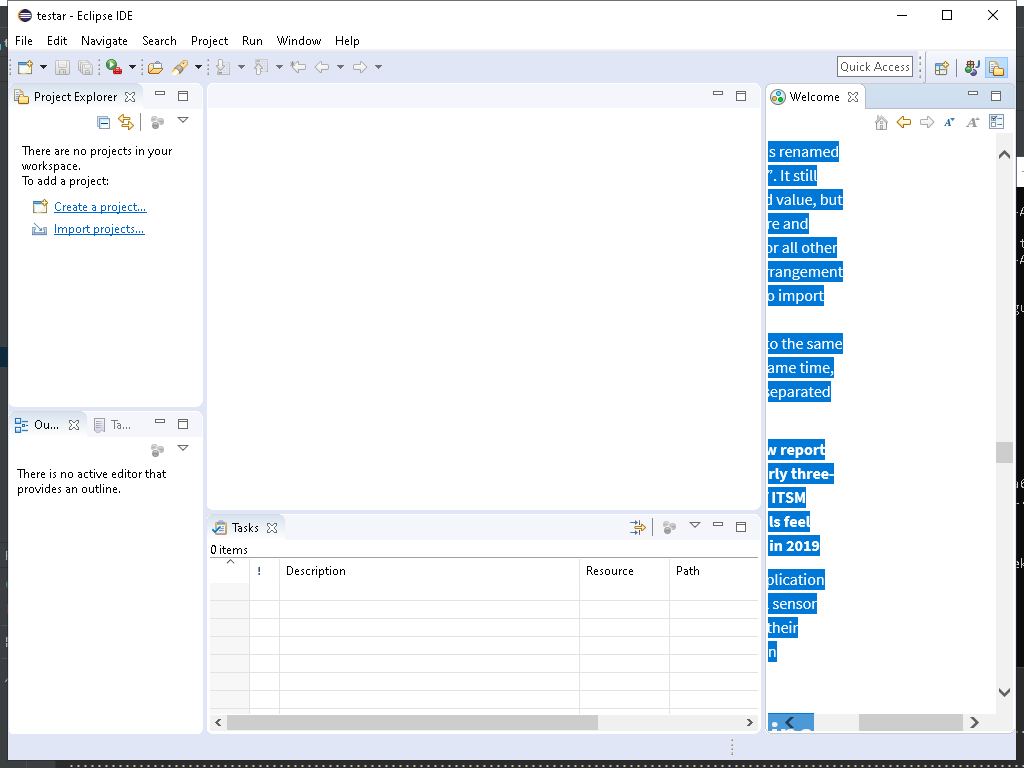 testar - Eclipse IDE
File Edit Navigate Search Project Run Window Help
Quick Access
Project Explorer
There are no projects in your
workspace.
To add a project:
Create a project...
Import projects...
Ou... Ta...
There is no active editor that
provides an outline.
Tasks
0 items
! Description Resource Path
Welcome
s renamed
". It still
d value, but
re and
or all other
rrangement
o import
to the same
ame time,
separated
w report
rly three-
ITSM
ls feel
in 2019
plication
sensor
their
n